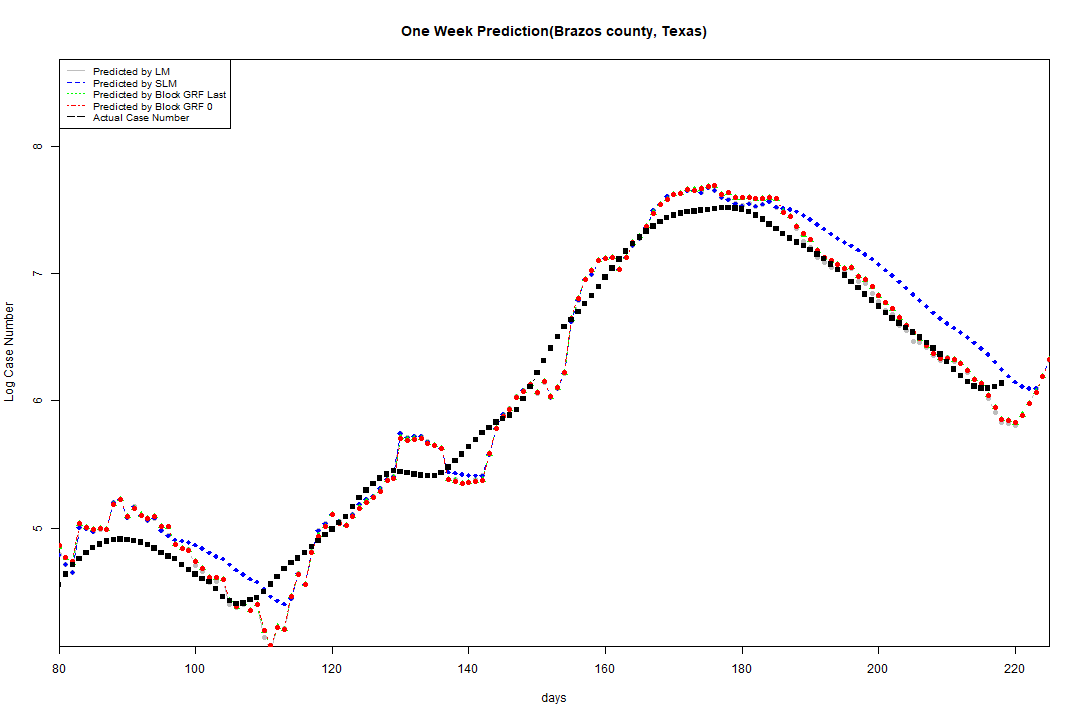 One Week Prediction(Brazos county, Texas)
Predicted by LM
Predicted by SLM
Predicted by Block GRF Last
Predicted by Block GRF 0
Actual Case Number
8
7
6
5
Log Case Number
80 100 120 140 160 180 200 220
days